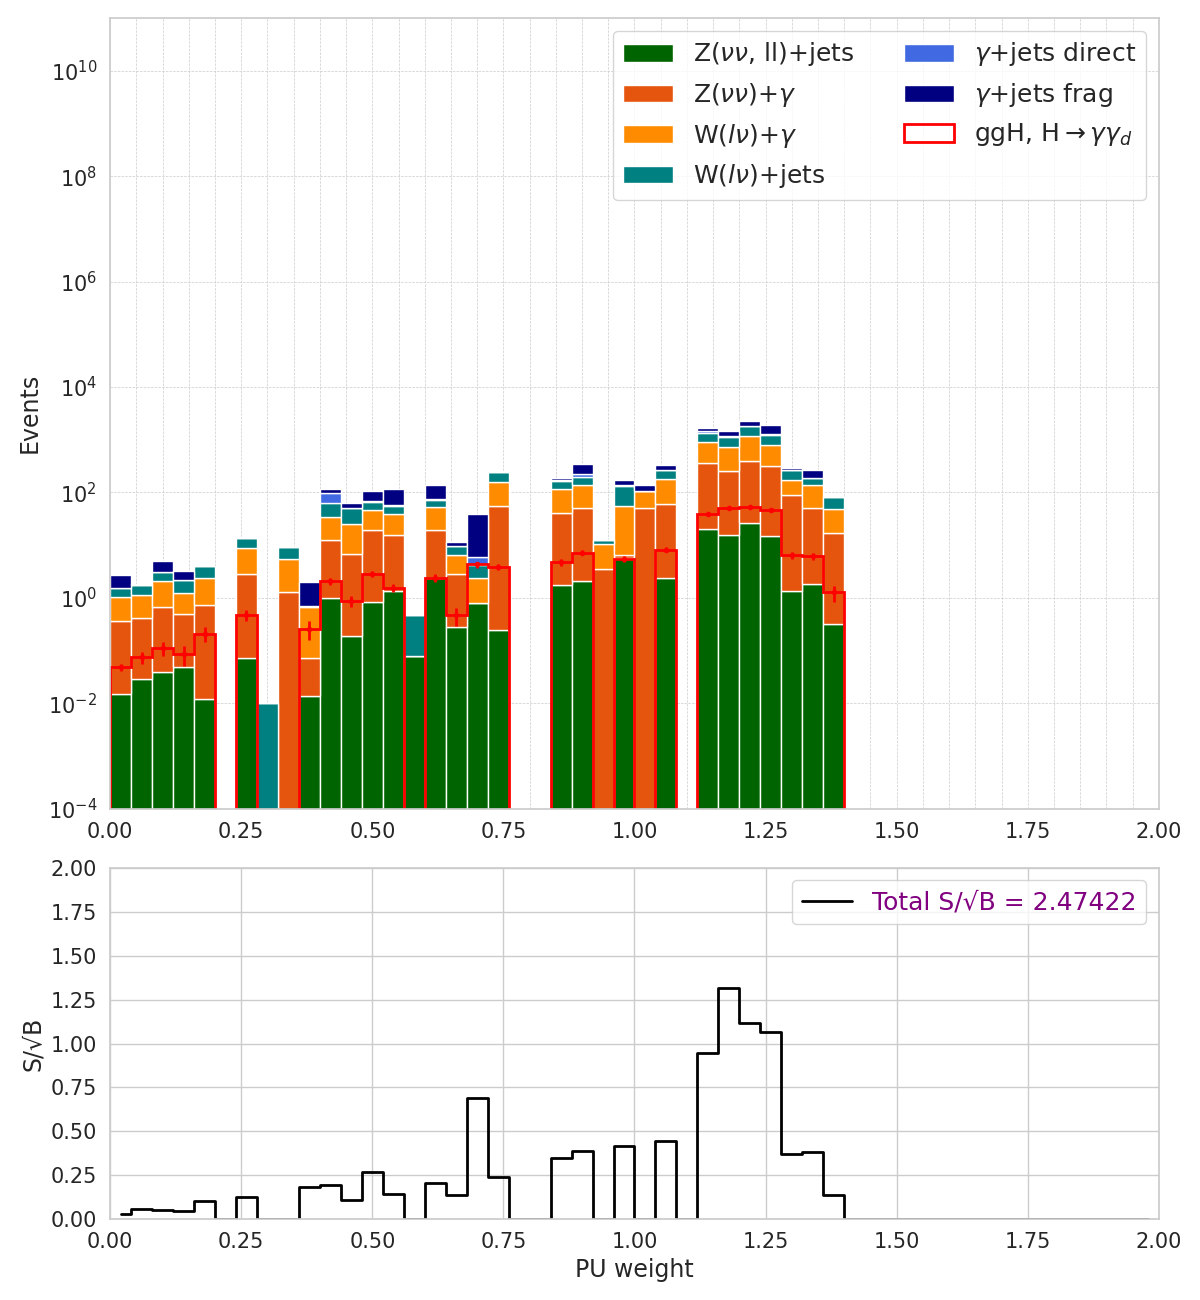 Z(νν, ll)+jets
Z(νν)+γ
W(lν)+γ
W(lν)+jets
γ+jets direct
γ+jets frag
ggH, H→γγ_d
Events
10^10
10^8
10^6
10^4
10^2
10^0
10^−2
10^−4
0.00 0.25 0.50 0.75 1.00 1.25 1.50 1.75 2.00
Total S/√B = 2.47422
S/√B
2.00
1.75
1.50
1.25
1.00
0.75
0.50
0.25
0.00
0.00 0.25 0.50 0.75 1.00 1.25 1.50 1.75 2.00
PU weight